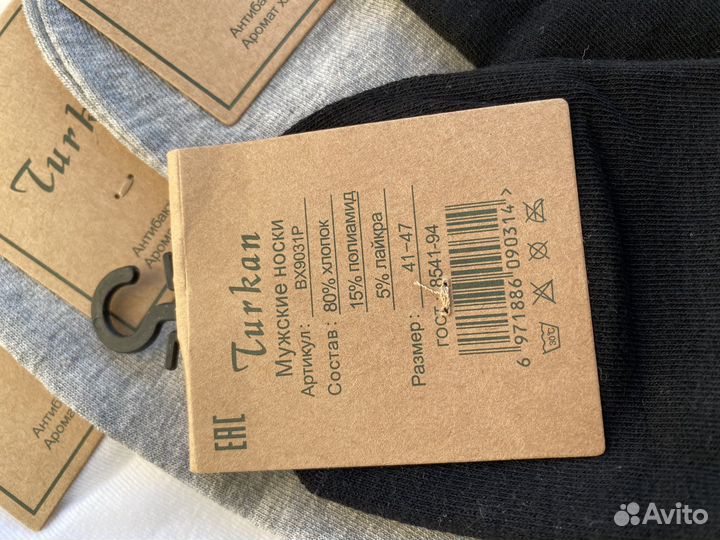 Turkan
Мужские носки
Артикул: BX9031P
Состав: 80% хлопок
15% полиамид
5% лайкра
Размер: 41-47
ГОСТ 8541-94
6 971886 090314 >
30°C
EAC
Turkan
Антибак
Аромат х
Антибак
Аромат
Антибак
Аромат
Avito